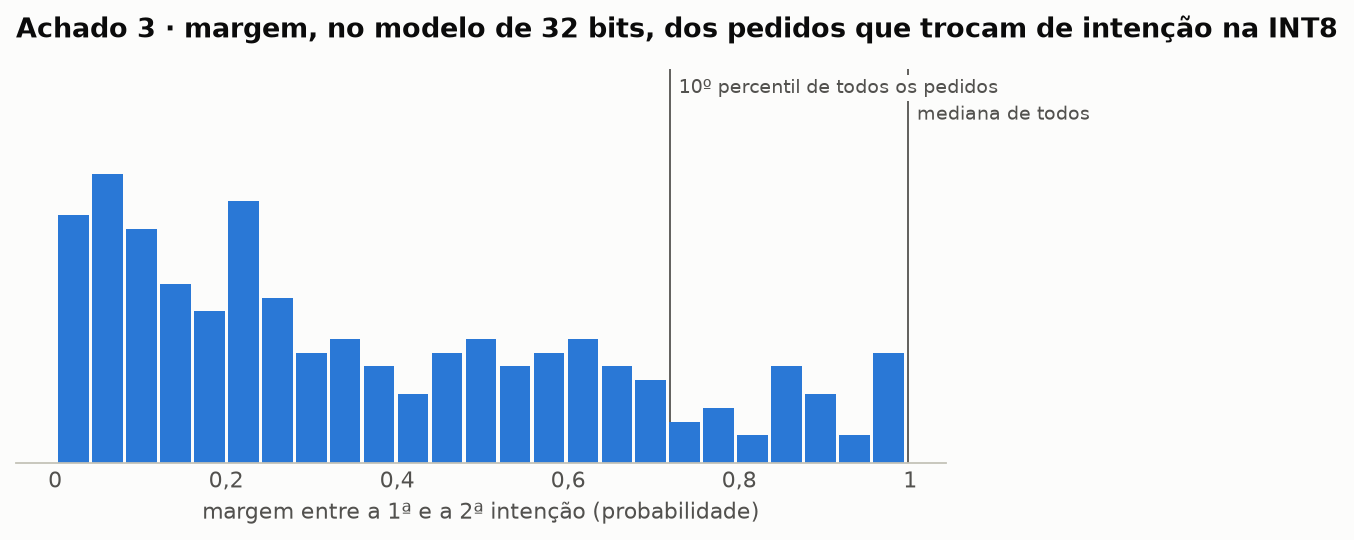 Achado 3 · margem, no modelo de 32 bits, dos pedidos que trocam de intenção na INT8
10º percentil de todos os pedidos
mediana de todos
0 0,2 0,4 0,6 0,8 1
margem entre a 1ª e a 2ª intenção (probabilidade)